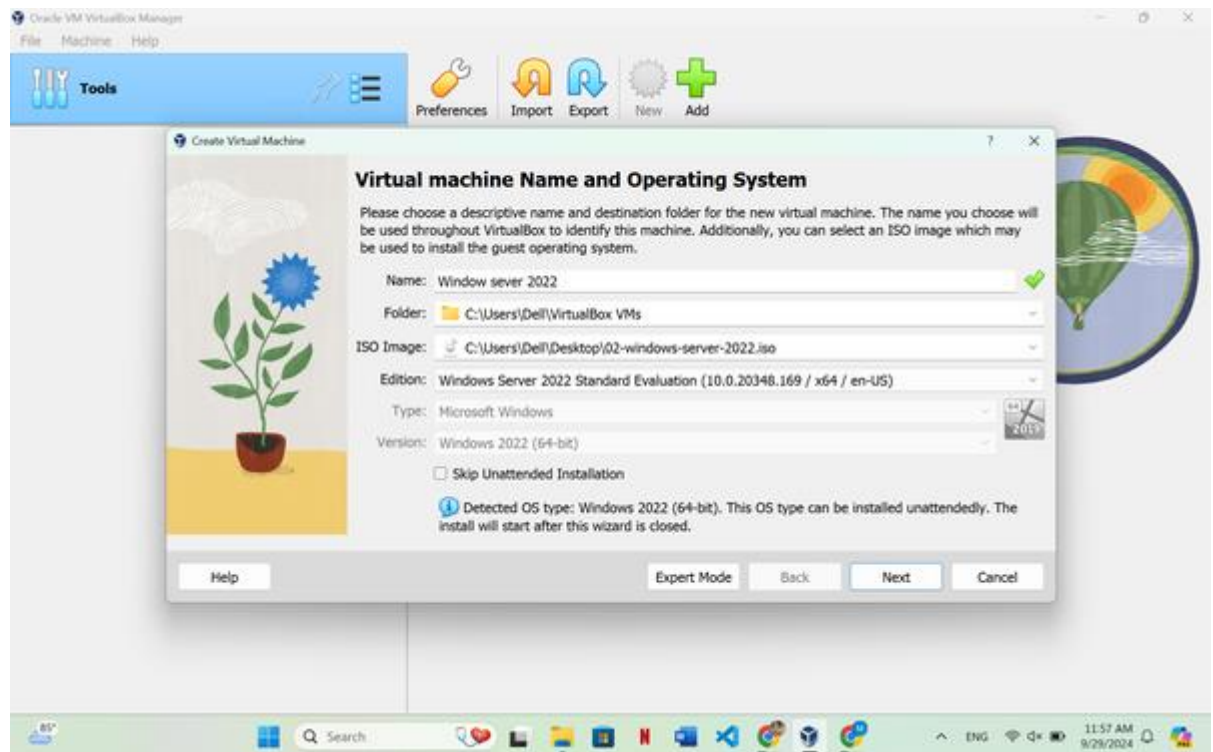 Oracle VM VirtualBox Manager
File Machine Help
Tools
Preferences Import Export New Add
Create Virtual Machine
Virtual machine Name and Operating System
Please choose a descriptive name and destination folder for the new virtual machine. The name you choose will
be used throughout VirtualBox to identify this machine. Additionally, you can select an ISO image which may
be used to install the guest operating system.
Name: Window sever 2022
Folder: C:\Users\Dell\VirtualBox VMs
ISO Image: C:\Users\Dell\Desktop\02-windows-server-2022.iso
Edition: Windows Server 2022 Standard Evaluation (10.0.20348.169 / x64 / en-US)
Type: Microsoft Windows
64
2019
Version: Windows 2022 (64-bit)
Skip Unattended Installation
Detected OS type: Windows 2022 (64-bit). This OS type can be installed unattendedly. The
install will start after this wizard is closed.
Help Expert Mode Back Next Cancel
85°
Search
ENG
11:57 AM
9/29/2024